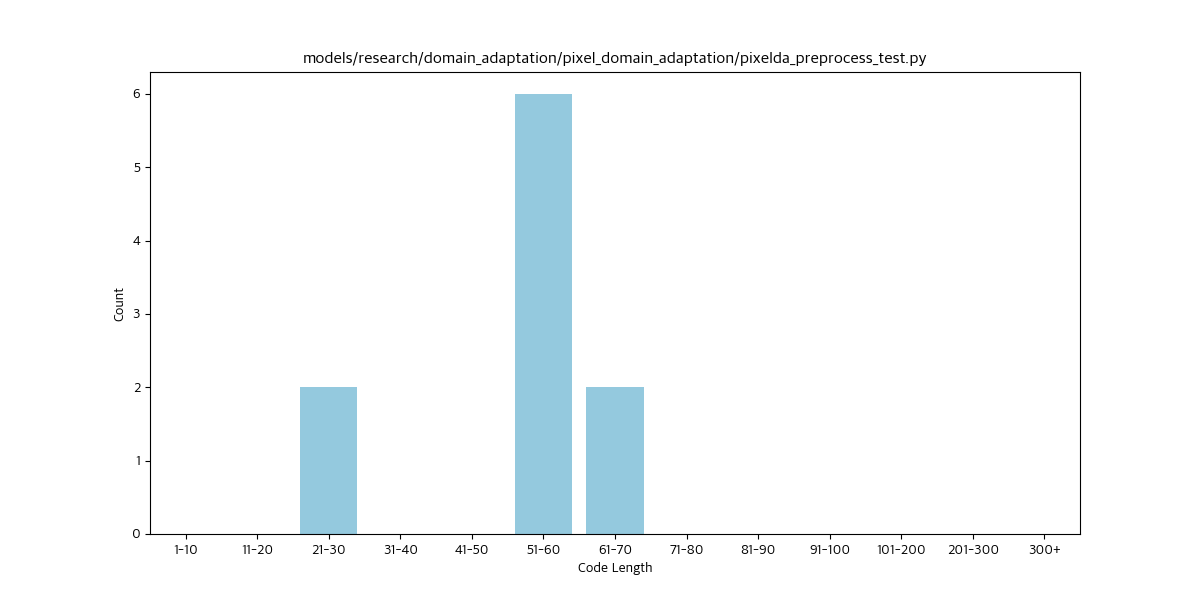 models/research/domain_adaptation/pixel_domain_adaptation/pixelda_preprocess_test.py
6
5
4
3
2
1
0
Count
1-10 11-20 21-30 31-40 41-50 51-60 61-70 71-80 81-90 91-100 101-200 201-300 300+
Code Length